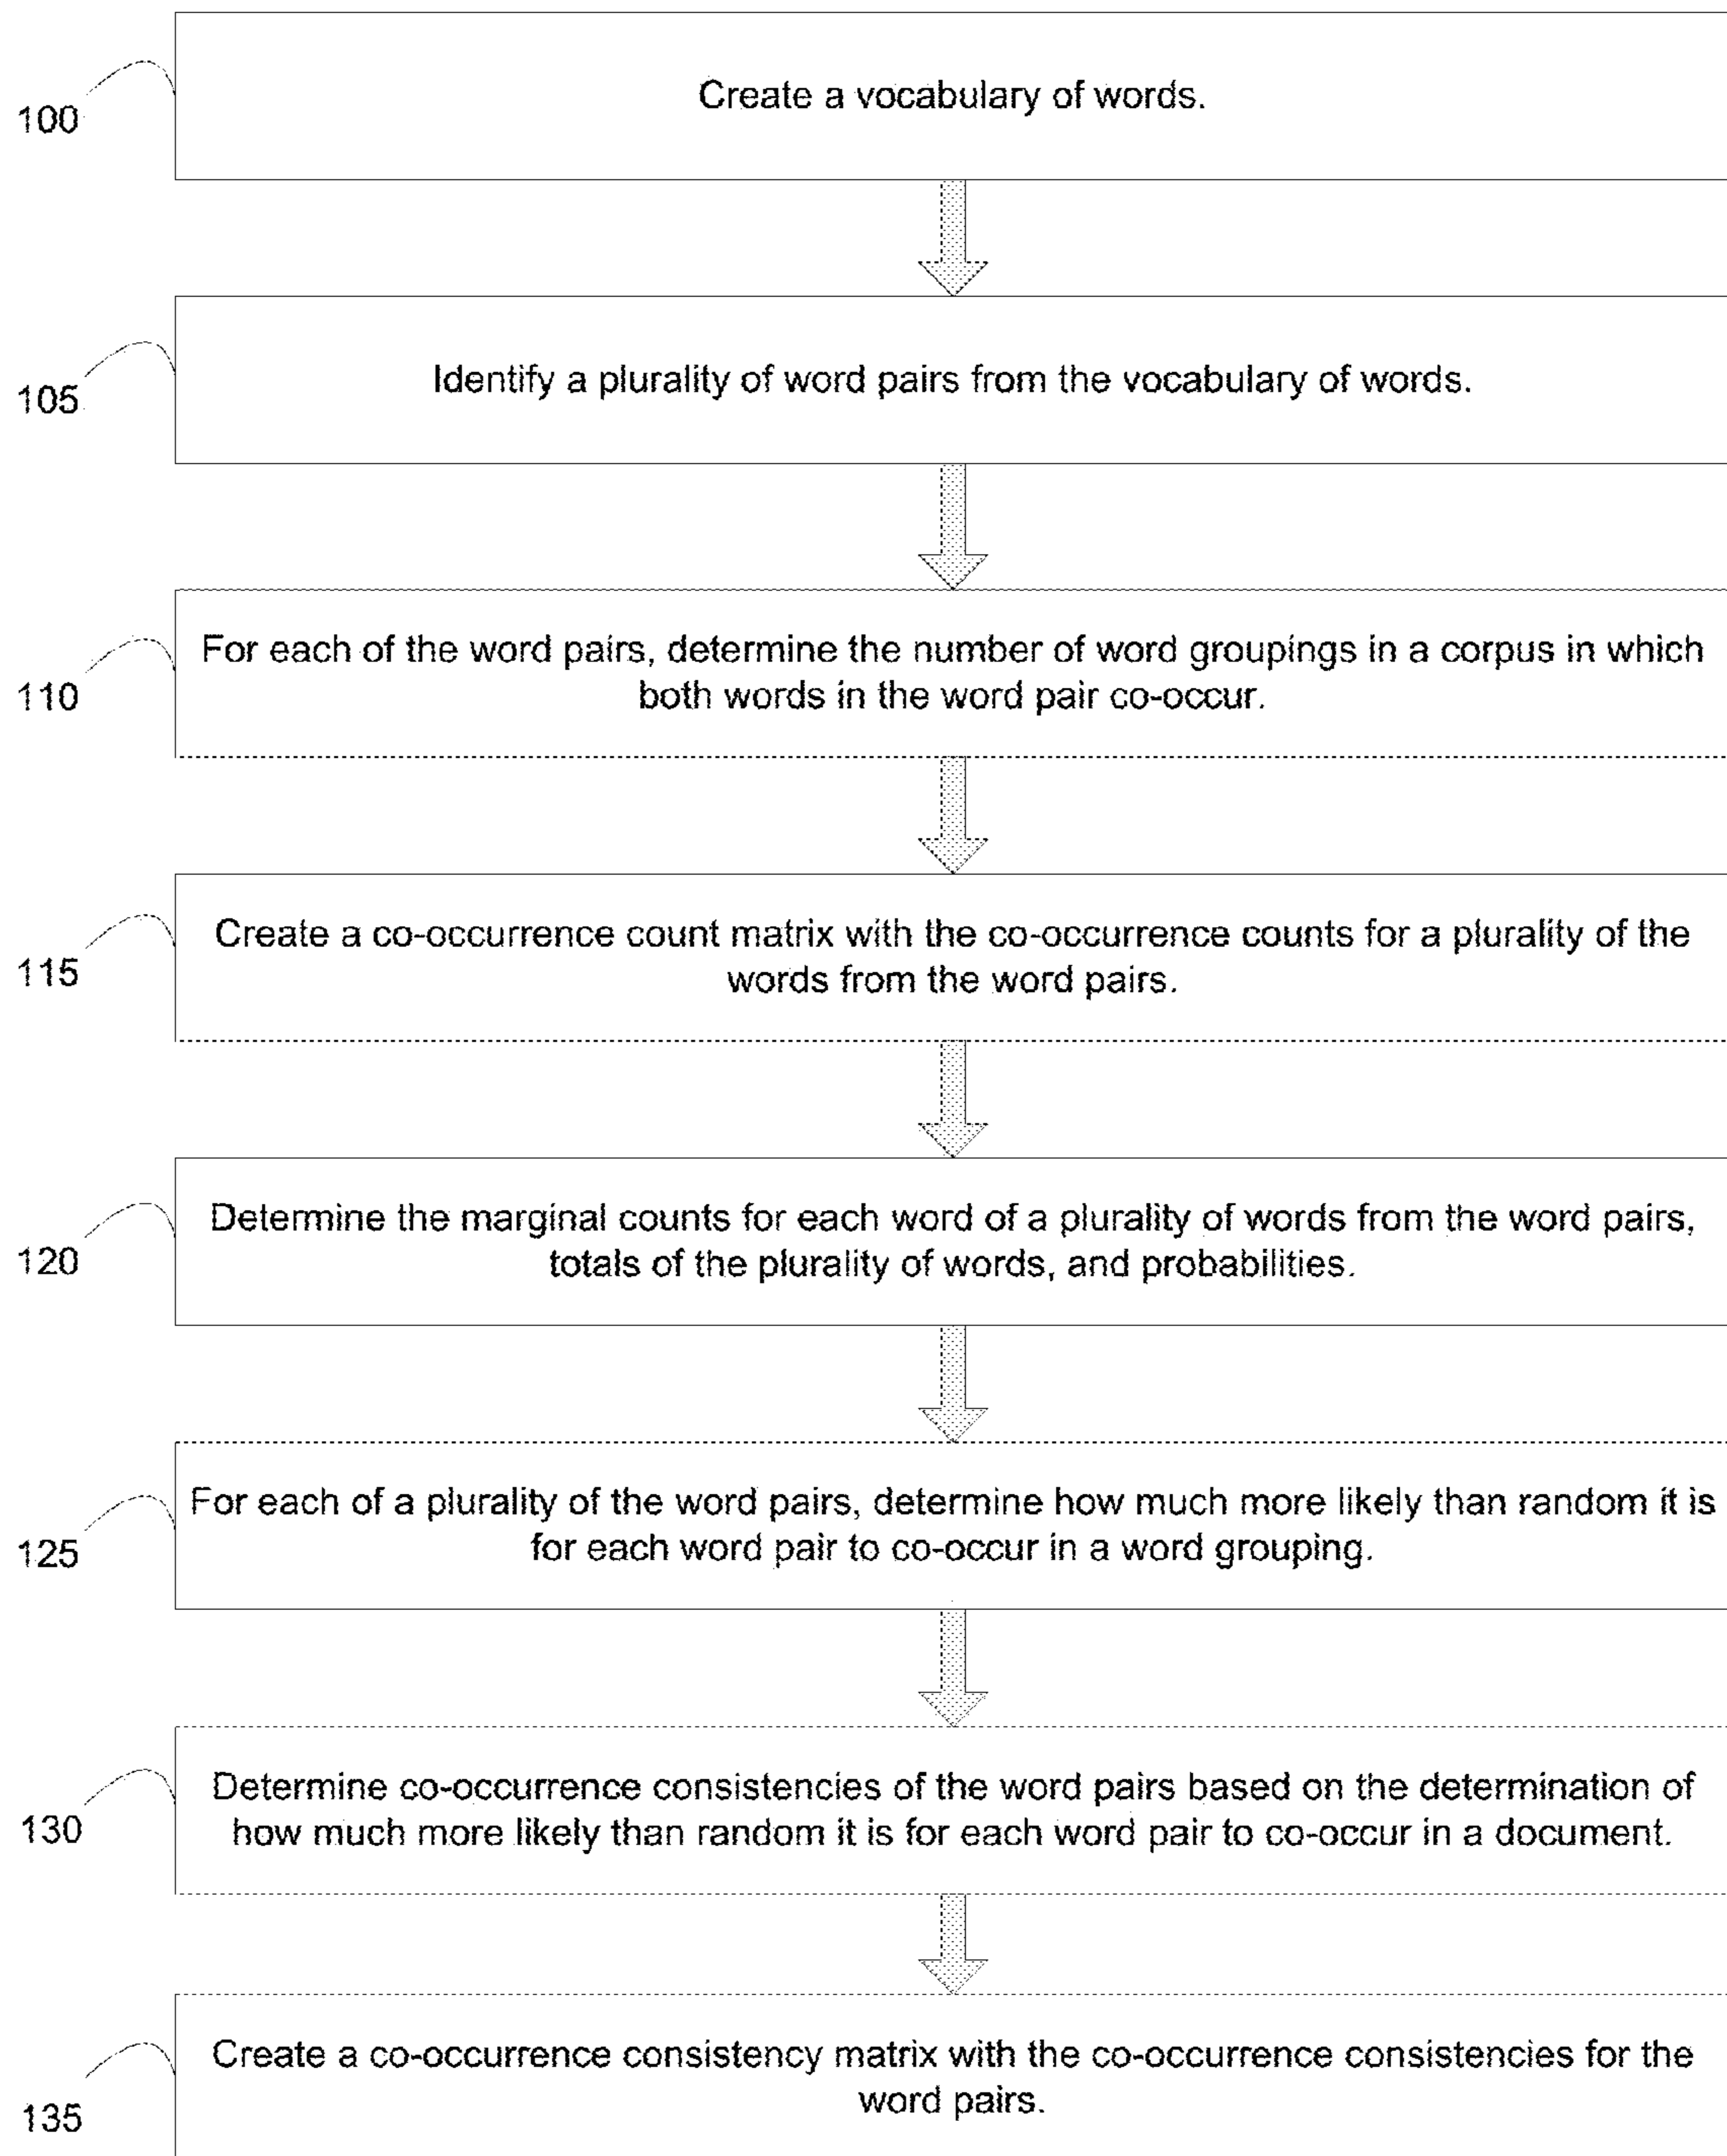 100
Create a vocabulary of words.
105
Identify a plurality of word pairs from the vocabulary of words.
110
For each of the word pairs, determine the number of word groupings in a corpus in which
both words in the word pair co-occur.
115
Create a co-occurrence count matrix with the co-occurrence counts for a plurality of the
words from the word pairs.
120
Determine the marginal counts for each word of a plurality of words from the word pairs,
totals of the plurality of words, and probabilities.
125
For each of a plurality of the word pairs, determine how much more likely than random it is
for each word pair to co-occur in a word grouping.
130
Determine co-occurrence consistencies of the word pairs based on the determination of
how much more likely than random it is for each word pair to co-occur in a document.
135
Create a co-occurrence consistency matrix with the co-occurrence consistencies for the
word pairs.